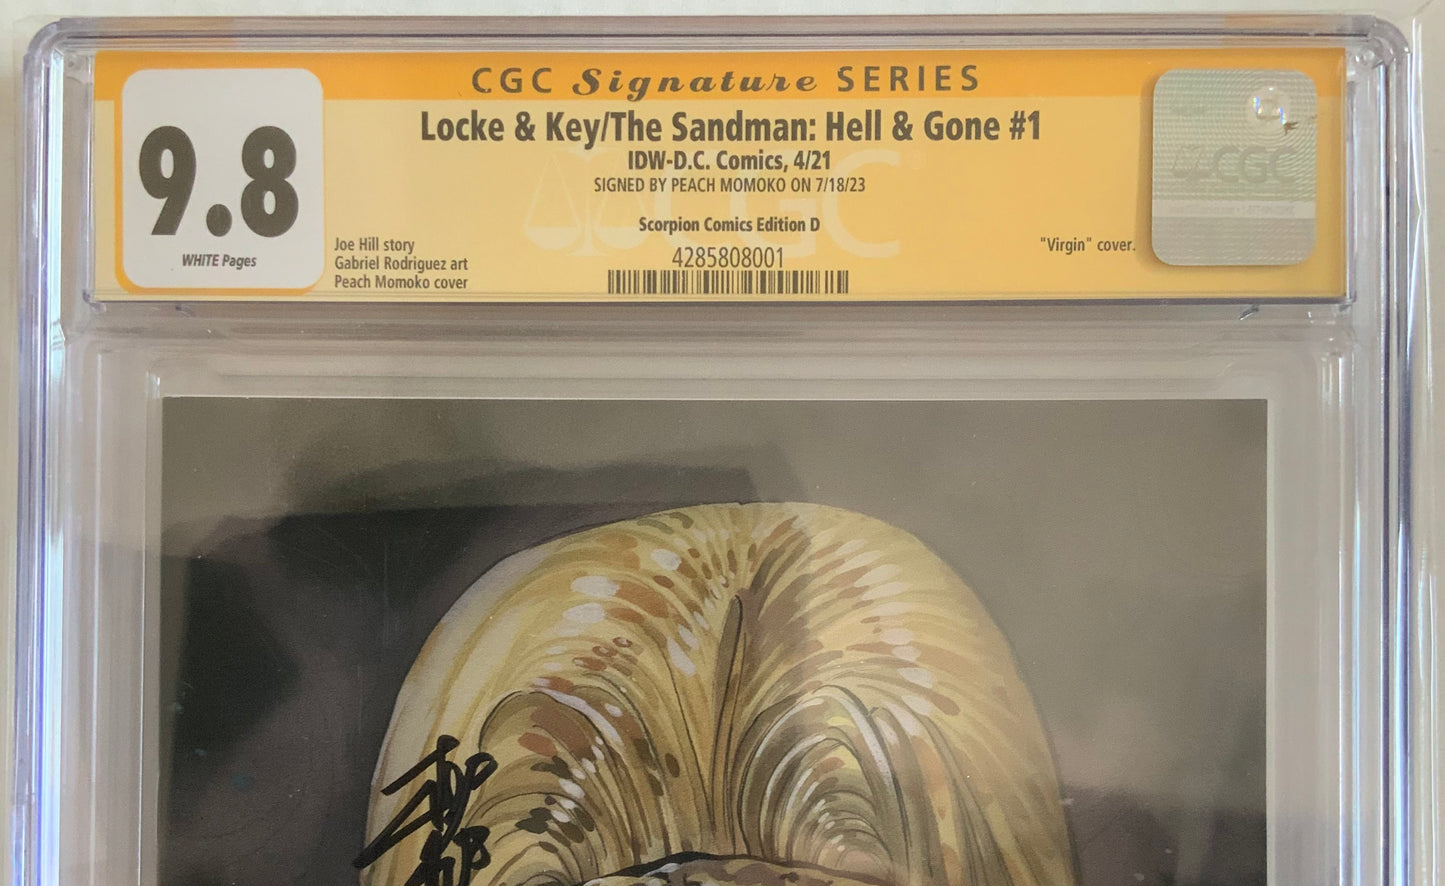 CGC Signature SERIES
9.8
WHITE Pages
Locke & Key/The Sandman: Hell & Gone #1
IDW-D.C. Comics, 4/21
SIGNED BY PEACH MOMOKO ON 7/18/23
Scorpion Comics Edition D
4285808001
Joe Hill story
Gabriel Rodriguez art
Peach Momoko cover
"Virgin" cover.
CGC
CGC